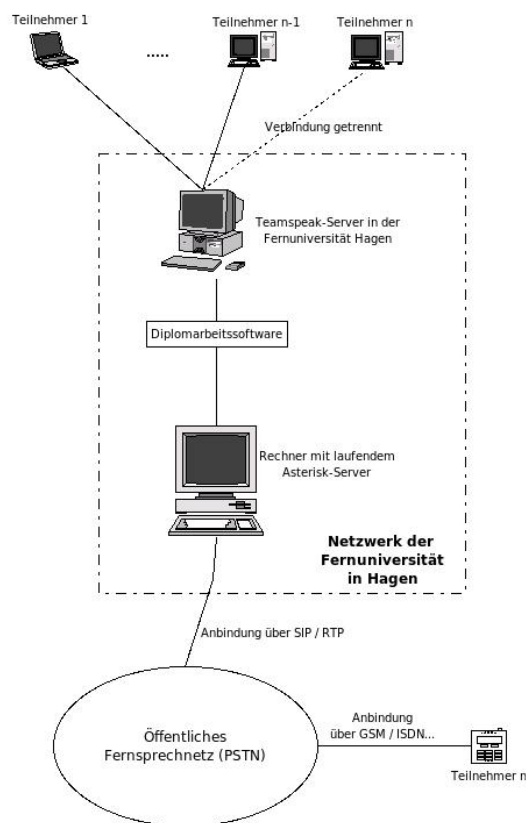 Teilnehmer 1
.....
Teilnehmer n-1
Teilnehmer n
Verbindung getrennt
Teamspeak-Server in der
Fernuniversität Hagen
Diplomarbeitssoftware
Rechner mit laufendem
Asterisk-Server
Netzwerk der
Fernuniversität
in Hagen
Anbindung über SIP / RTP
Öffentliches
Fernsprechnetz (PSTN)
Anbindung
über GSM / ISDN...
Teilnehmer n